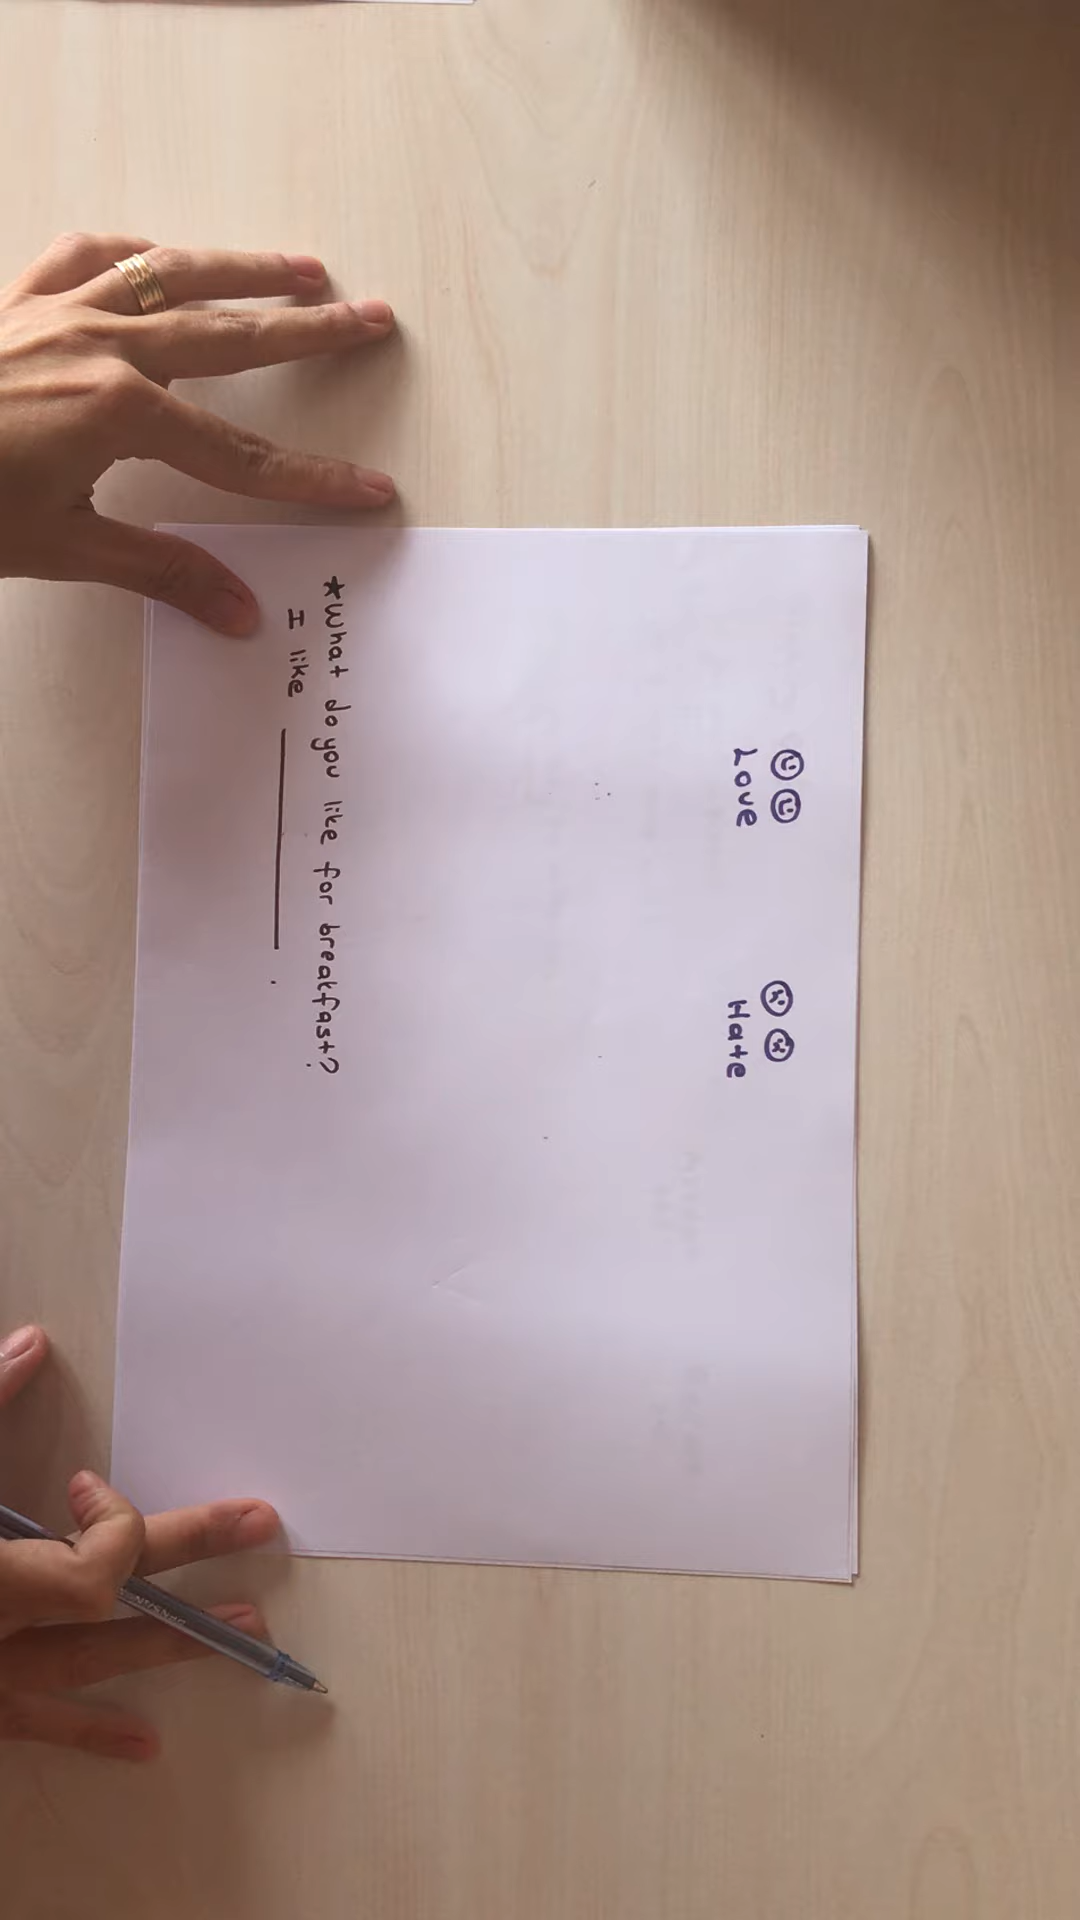 Love
Hate
★What do you like for breakfast?
I like ________.